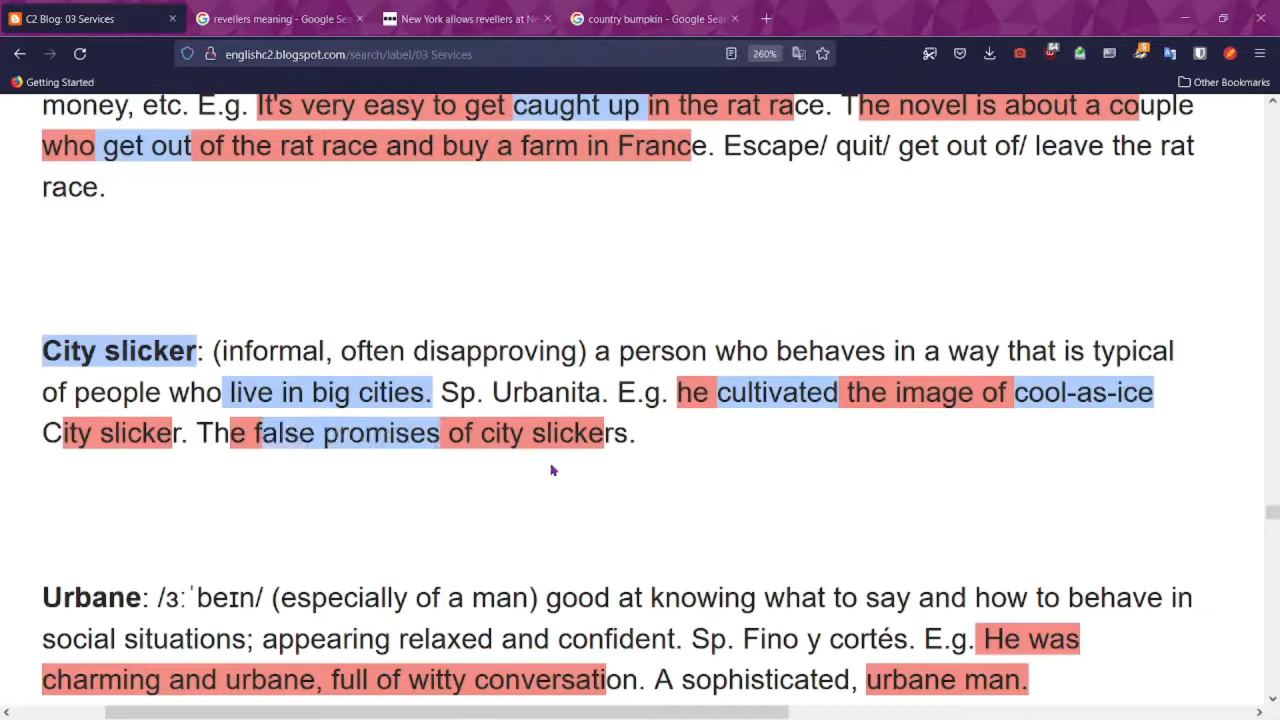 C2 Blog: 03 Services
revellers meaning - Google Sea
New York allows revellers at Ne
country bumpkin - Google Sear
englishc2.blogspot.com/search/label/03 Services
260%
84
5
Getting Started
Other Bookmarks
money, etc. E.g. It's very easy to get caught up in the rat race. The novel is about a couple
who get out of the rat race and buy a farm in France. Escape/ quit/ get out of/ leave the rat
race.
City slicker: (informal, often disapproving) a person who behaves in a way that is typical
of people who live in big cities. Sp. Urbanita. E.g. he cultivated the image of cool-as-ice
City slicker. The false promises of city slickers.
Urbane: /ɜːˈbeɪn/ (especially of a man) good at knowing what to say and how to behave in
social situations; appearing relaxed and confident. Sp. Fino y cortés. E.g. He was
charming and urbane, full of witty conversation. A sophisticated, urbane man.